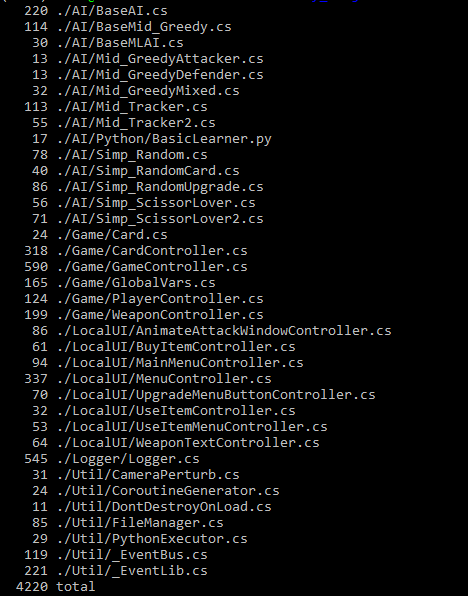 220 ./AI/BaseAI.cs
114 ./AI/BaseMid_Greedy.cs
30 ./AI/BaseMLAI.cs
13 ./AI/Mid_GreedyAttacker.cs
13 ./AI/Mid_GreedyDefender.cs
32 ./AI/Mid_GreedyMixed.cs
113 ./AI/Mid_Tracker.cs
55 ./AI/Mid_Tracker2.cs
17 ./AI/Python/BasicLearner.py
78 ./AI/Simp_Random.cs
40 ./AI/Simp_RandomCard.cs
86 ./AI/Simp_RandomUpgrade.cs
56 ./AI/Simp_ScissorLover.cs
71 ./AI/Simp_ScissorLover2.cs
24 ./Game/Card.cs
318 ./Game/CardController.cs
590 ./Game/GameController.cs
165 ./Game/GlobalVars.cs
124 ./Game/PlayerController.cs
199 ./Game/WeaponController.cs
86 ./LocalUI/AnimateAttackWindowController.cs
61 ./LocalUI/BuyItemController.cs
94 ./LocalUI/MainMenuController.cs
337 ./LocalUI/MenuController.cs
70 ./LocalUI/UpgradeMenuButtonController.cs
32 ./LocalUI/UseItemController.cs
53 ./LocalUI/UseItemMenuController.cs
64 ./LocalUI/WeaponTextController.cs
545 ./Logger/Logger.cs
31 ./Util/CameraPerturb.cs
24 ./Util/CoroutineGenerator.cs
11 ./Util/DontDestroyOnLoad.cs
85 ./Util/FileManager.cs
29 ./Util/PythonExecutor.cs
119 ./Util/_EventBus.cs
221 ./Util/_EventLib.cs
4220 total